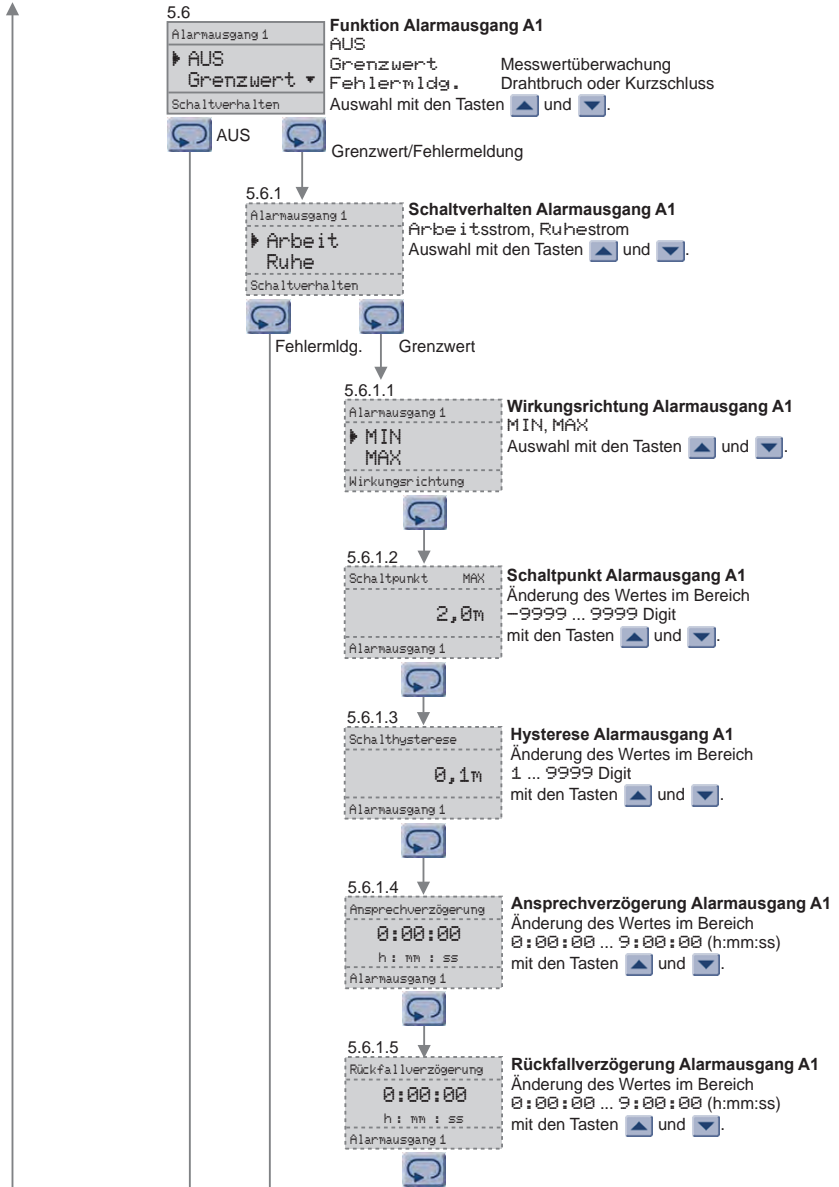 5.6
Alarmausgang 1
AUS
Grenzwert
Schaltverhalten
Funktion Alarmausgang A1
AUS
Grenzwert Messwertüberwachung
Fehlermldg. Drahtbruch oder Kurzschluss
Auswahl mit den Tasten und .
AUS
Grenzwert/Fehlermeldung
5.6.1
Alarmausgang 1
Arbeit
Ruhe
Schaltverhalten
Schaltverhalten Alarmausgang A1
Arbeitsstrom, Ruhestrom
Auswahl mit den Tasten und .
Fehlermldg. Grenzwert
5.6.1.1
Alarmausgang 1
MIN
MAX
Wirkungsrichtung
Wirkungsrichtung Alarmausgang A1
MIN, MAX
Auswahl mit den Tasten und .
5.6.1.2
Schaltpunkt MAX
2,0m
Alarmausgang 1
Schaltpunkt Alarmausgang A1
Änderung des Wertes im Bereich
–9999 ... 9999 Digit
mit den Tasten und .
5.6.1.3
Schalthysterese
0,1m
Alarmausgang 1
Hysterese Alarmausgang A1
Änderung des Wertes im Bereich
1 ... 9999 Digit
mit den Tasten und .
5.6.1.4
Ansprechverzögerung
0:00:00
h : mm : ss
Alarmausgang 1
Ansprechverzögerung Alarmausgang A1
Änderung des Wertes im Bereich
0:00:00 ... 9:00:00 (h:mm:ss)
mit den Tasten und .
5.6.1.5
Rückfallverzögerung
0:00:00
h : mm : ss
Alarmausgang 1
Rückfallverzögerung Alarmausgang A1
Änderung des Wertes im Bereich
0:00:00 ... 9:00:00 (h:mm:ss)
mit den Tasten und .